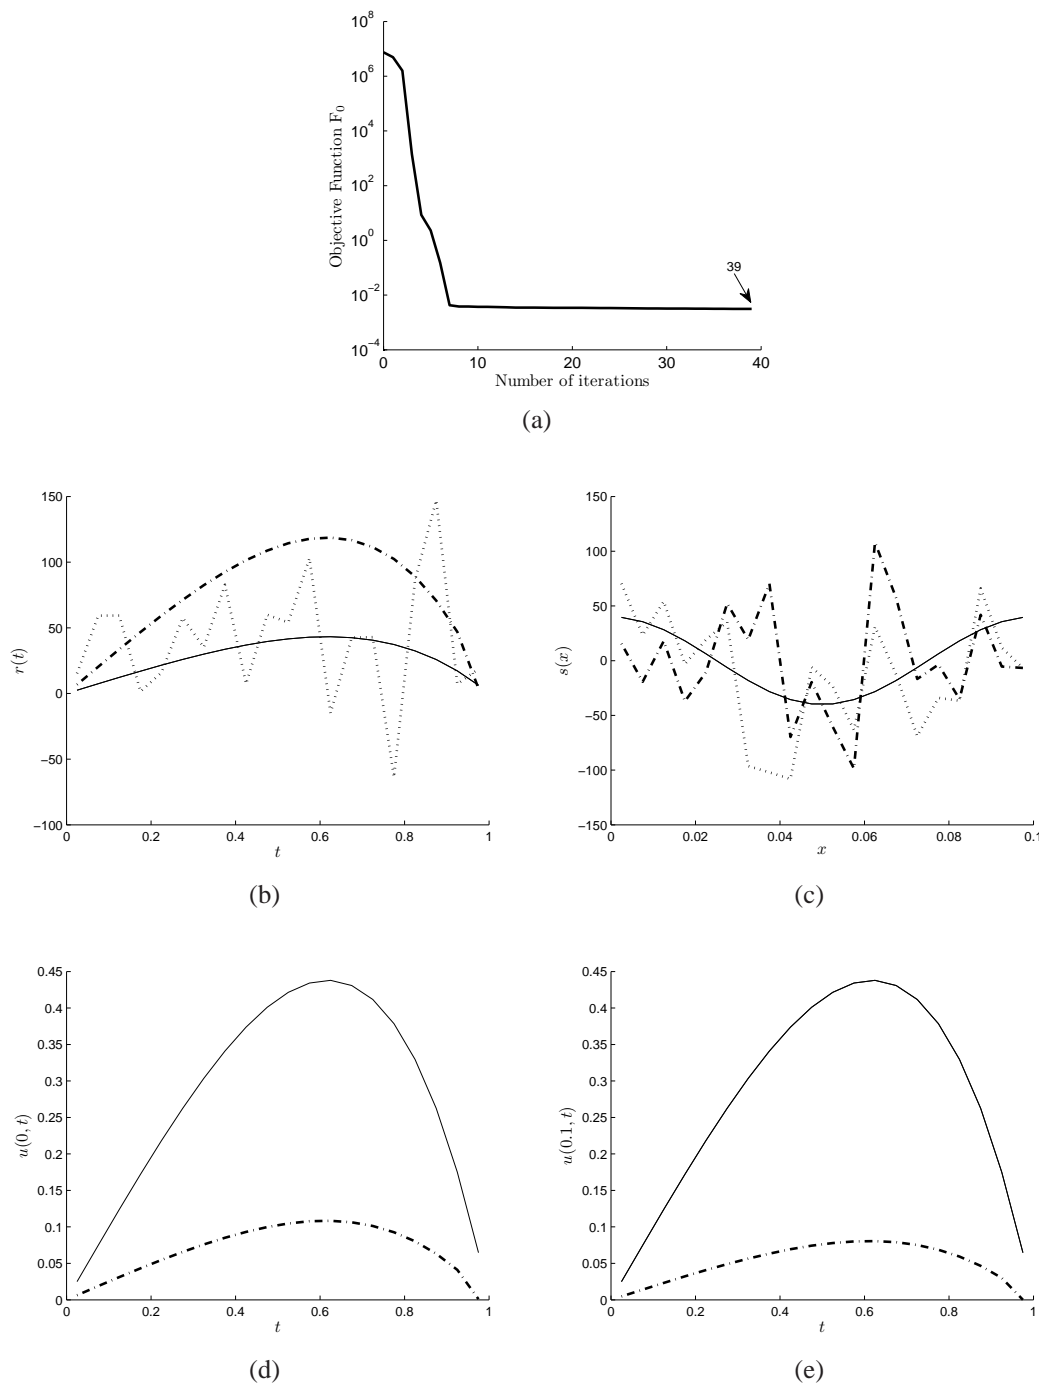 10^8
10^6
10^4
10^2
10^0
10^-2
10^-4
Objective Function F_0
39
0 10 20 30 40
Number of iterations
(a)
150
100
50
0
−50
−100
r(t)
0 0.2 0.4 0.6 0.8 1
t
(b)
150
100
50
0
−50
−100
−150
s(x)
0 0.02 0.04 0.06 0.08 0.1
x
(c)
0.45
0.4
0.35
0.3
0.25
0.2
0.15
0.1
0.05
0
u(0, t)
0 0.2 0.4 0.6 0.8 1
t
(d)
0.45
0.4
0.35
0.3
0.25
0.2
0.15
0.1
0.05
0
u(0.1, t)
0 0.2 0.4 0.6 0.8 1
t
(e)